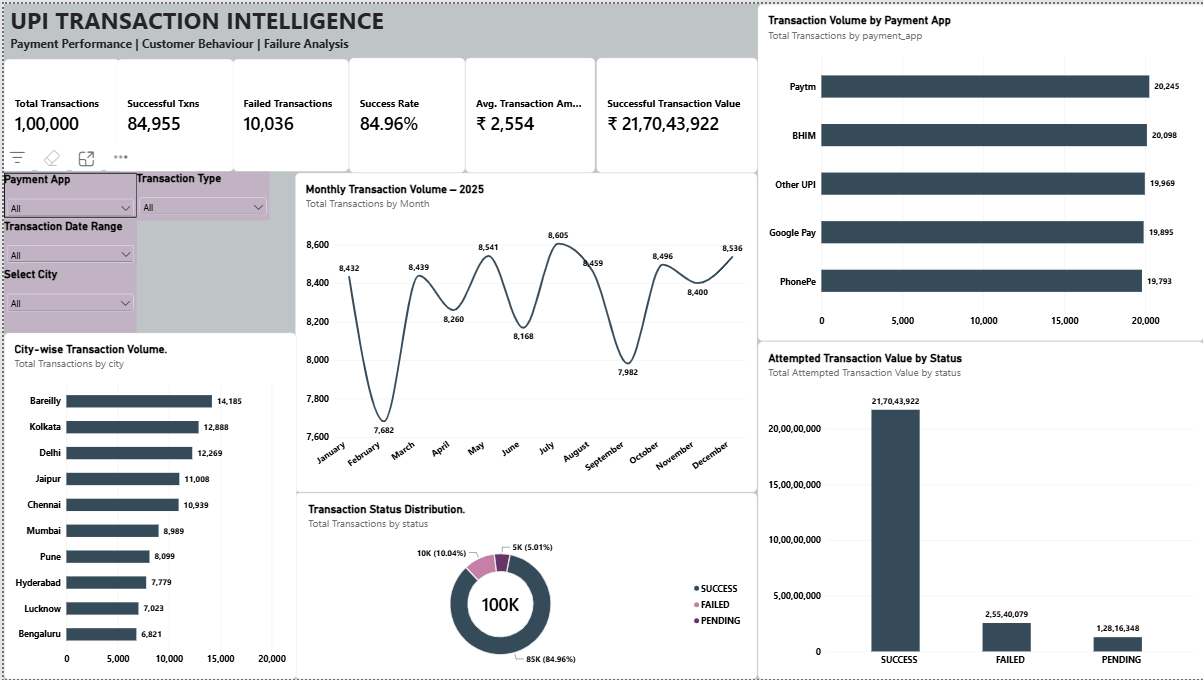 UPI TRANSACTION INTELLIGENCE
Payment Performance | Customer Behaviour | Failure Analysis
Total Transactions
1,00,000
Successful Txns
84,955
Failed Transactions
10,036
Success Rate
84.96%
Avg. Transaction Am...
₹ 2,554
Successful Transaction Value
₹ 21,70,43,922
Payment App
All
Transaction Type
All
Transaction Date Range
All
Select City
All
City-wise Transaction Volume.
Total Transactions by city
Bareilly 14,185
Kolkata 12,888
Delhi 12,269
Jaipur 11,008
Chennai 10,939
Mumbai 8,989
Pune 8,099
Hyderabad 7,779
Lucknow 7,023
Bengaluru 6,821
0 5,000 10,000 15,000 20,000
Monthly Transaction Volume – 2025
Total Transactions by Month
8,600
8,400
8,200
8,000
7,800
7,600
8,432
7,682
8,439
8,260
8,541
8,168
8,605
8,459
7,982
8,496
8,400
8,536
January February March April May June July August September October November December
Transaction Status Distribution.
Total Transactions by status
5K (5.01%)
10K (10.04%)
100K
85K (84.96%)
SUCCESS
FAILED
PENDING
Transaction Volume by Payment App
Total Transactions by payment_app
Paytm 20,245
BHIM 20,098
Other UPI 19,969
Google Pay 19,895
PhonePe 19,793
0 5,000 10,000 15,000 20,000
Attempted Transaction Value by Status
Total Attempted Transaction Value by status
20,00,00,000
15,00,00,000
10,00,00,000
5,00,00,000
0
21,70,43,922
2,55,40,079
1,28,16,348
SUCCESS FAILED PENDING